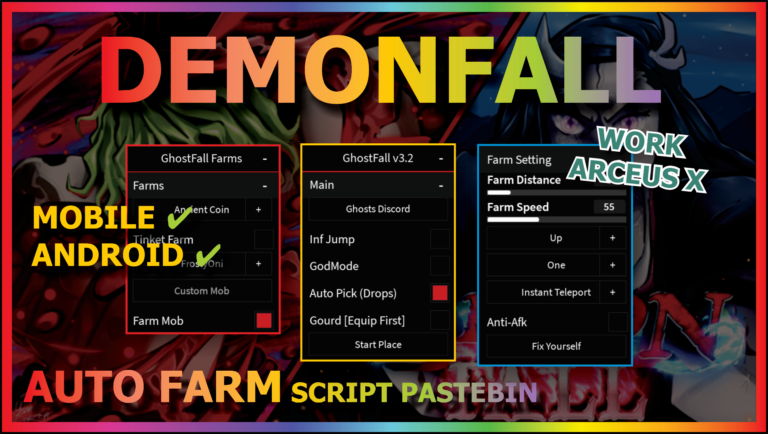 DEMONFALL
WORK
ARCEUS X
MOBILE ✔
ANDROID ✔
GhostFall Farms -
Farms -
Ancient Coin +
Tinket Farm
FrostyOni +
Custom Mob
Farm Mob
GhostFall v3.2 -
Main -
Ghosts Discord
Inf Jump
GodMode
Auto Pick (Drops)
Gourd [Equip First]
Start Place
Farm Setting
Farm Distance
Farm Speed 55
Up +
One +
Instant Teleport +
Anti-Afk
Fix Yourself
AUTO FARM SCRIPT PASTEBIN